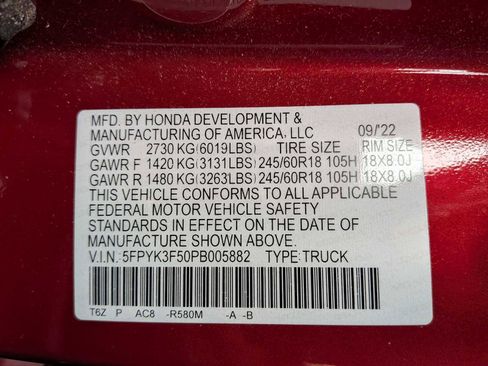 MFD. BY HONDA DEVELOPMENT &
MANUFACTURING OF AMERICA, LLC 09/'22
GVWR 2730 KG(6019LBS) TIRE SIZE RIM SIZE
GAWR F 1420 KG(3131LBS) 245/60R18 105H 18X8.0J
GAWR R 1480 KG(3263LBS) 245/60R18 105H 18X8.0J
THIS VEHICLE CONFORMS TO ALL APPLICABLE
FEDERAL MOTOR VEHICLE SAFETY
STANDARDS IN EFFECT ON THE DATE OF
MANUFACTURE SHOWN ABOVE.
V.I.N.: 5FPYK3F50PB005882 TYPE: TRUCK
T6Z P AC8 -R580M -A -B